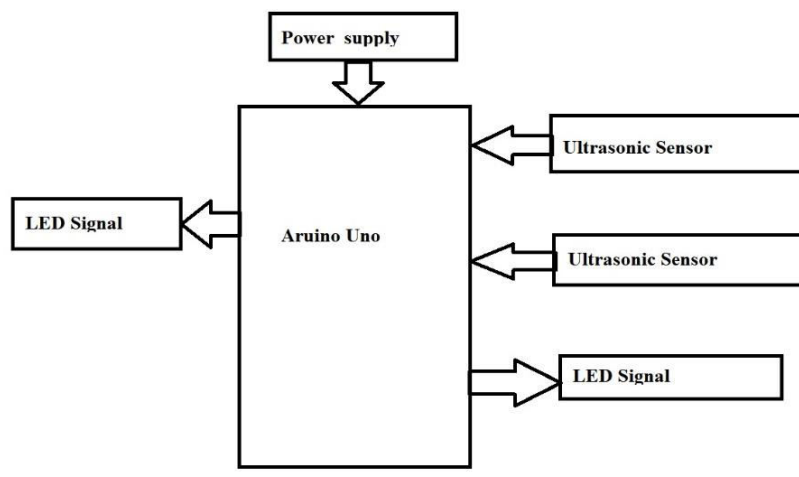 Power supply
Ultrasonic Sensor
LED Signal
Aruino Uno
Ultrasonic Sensor
LED Signal